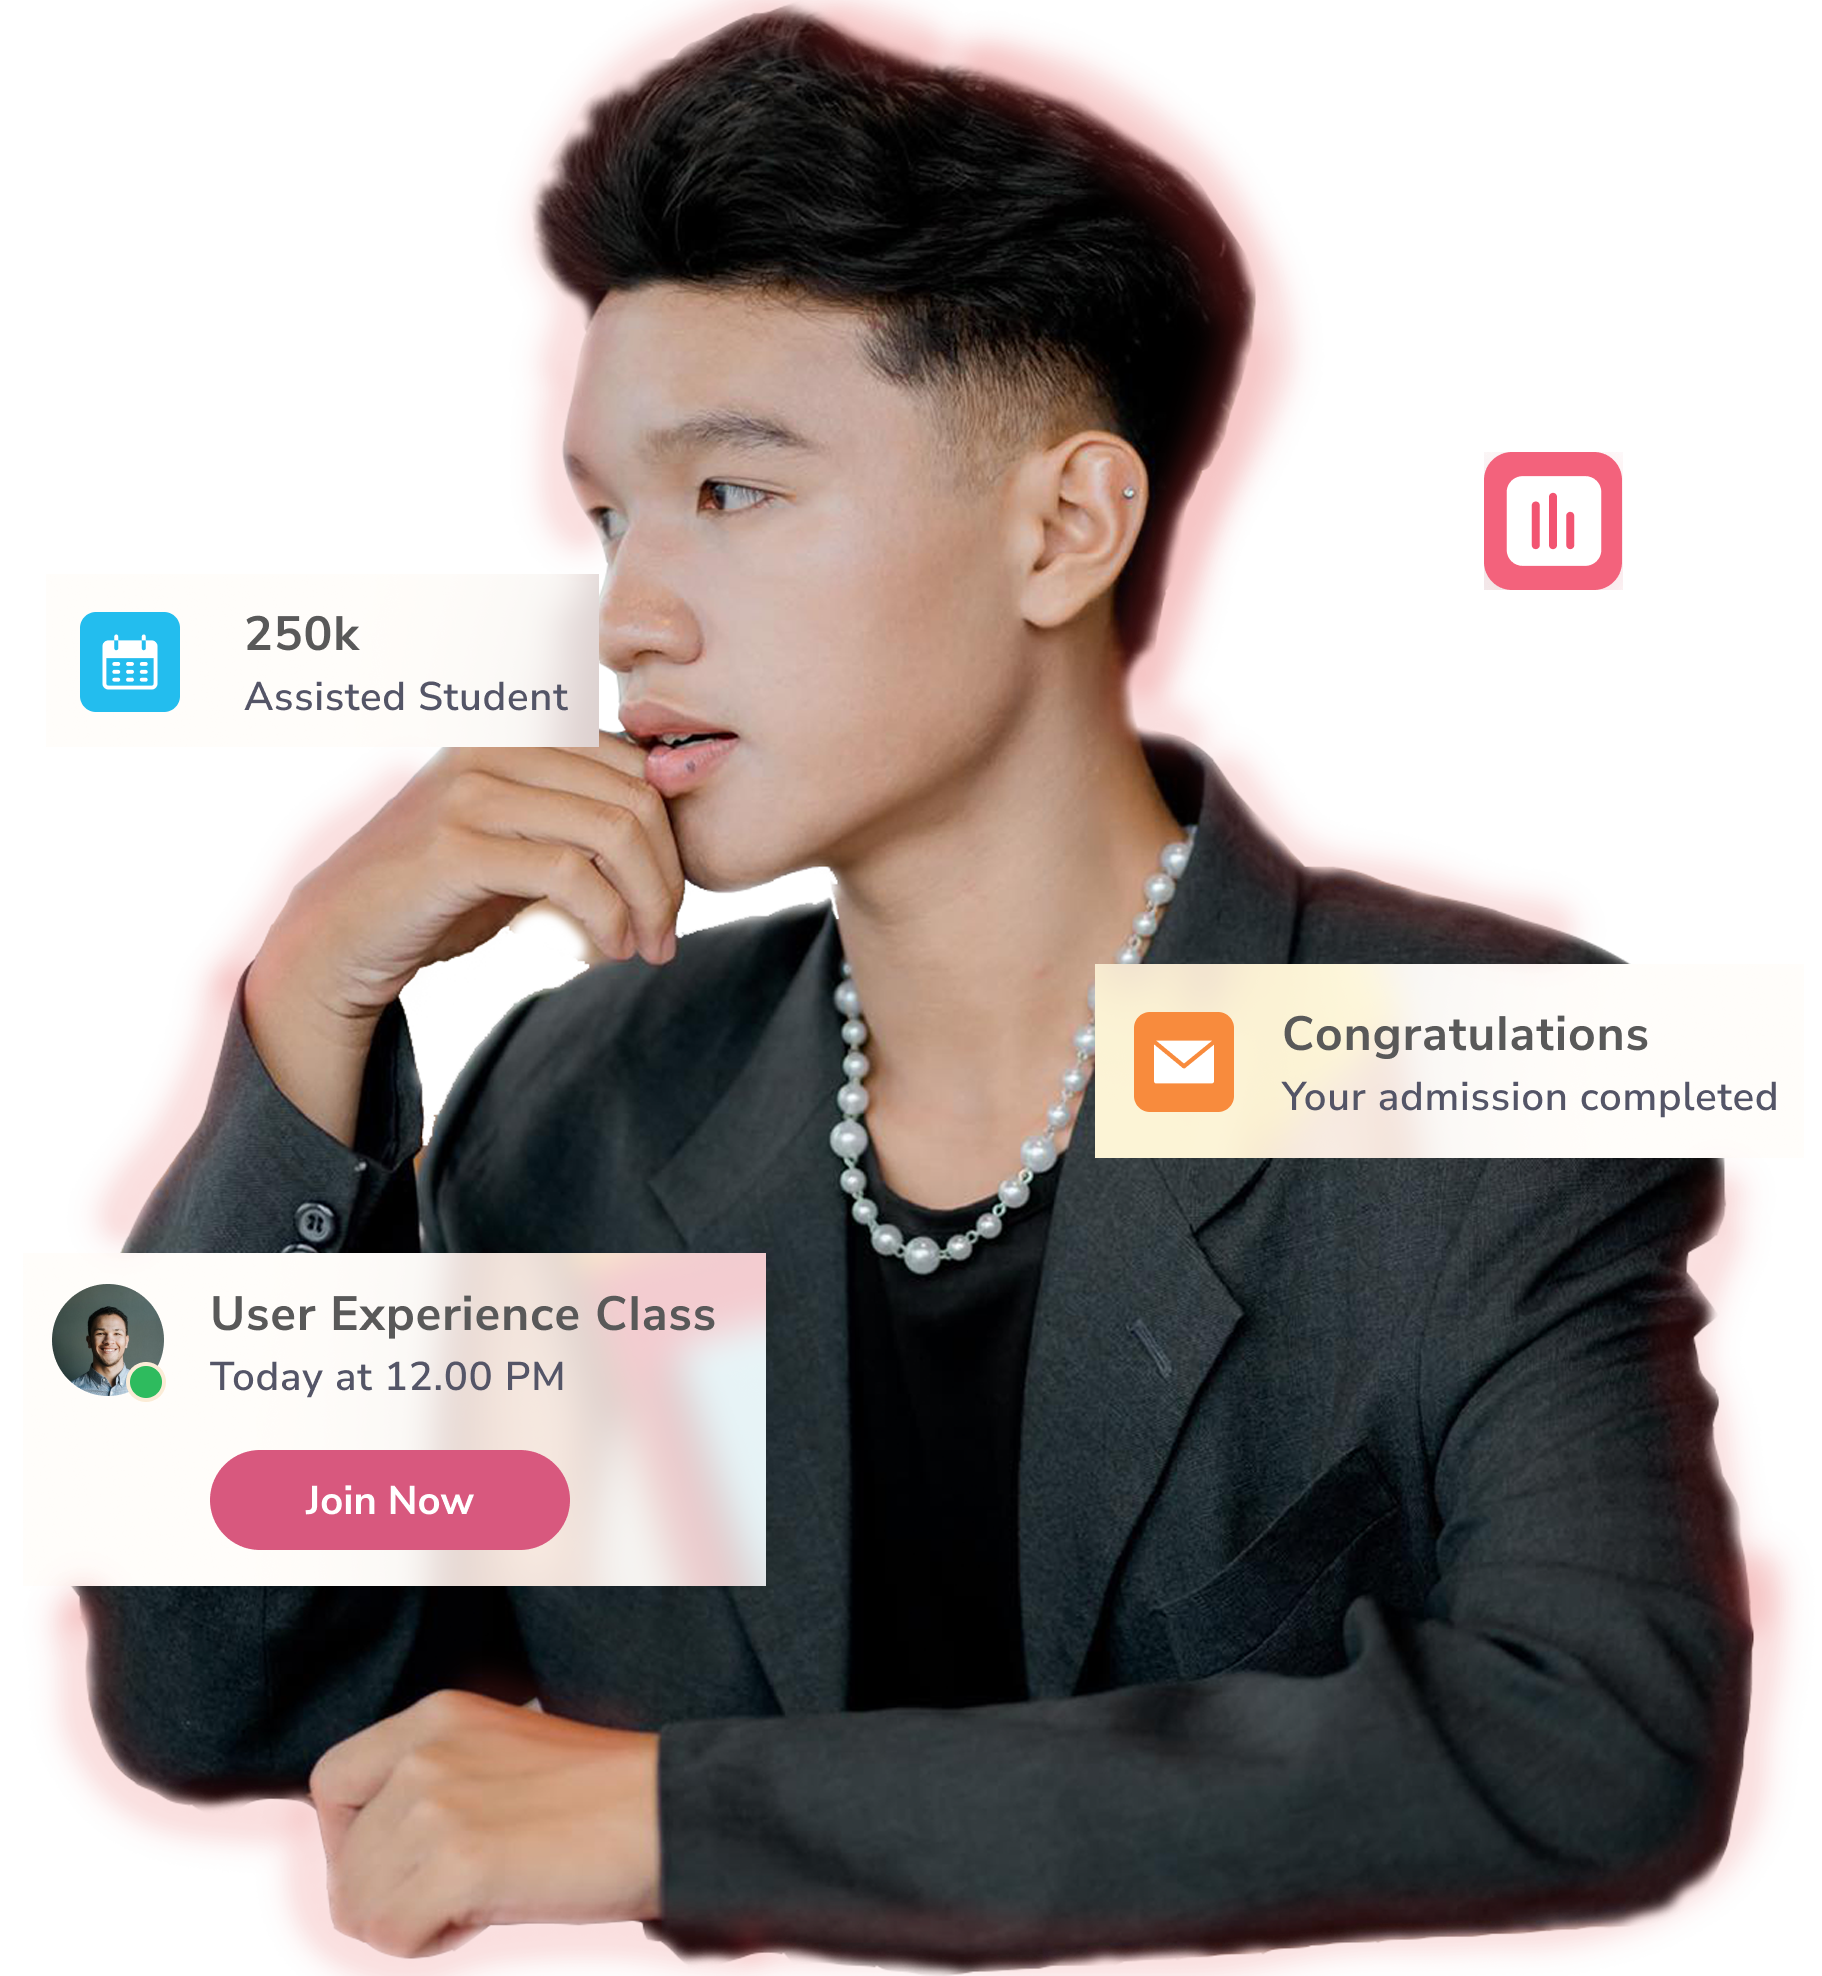 250k
Assisted Student
Congratulations
Your admission completed
User Experience Class
Today at 12.00 PM
Join Now